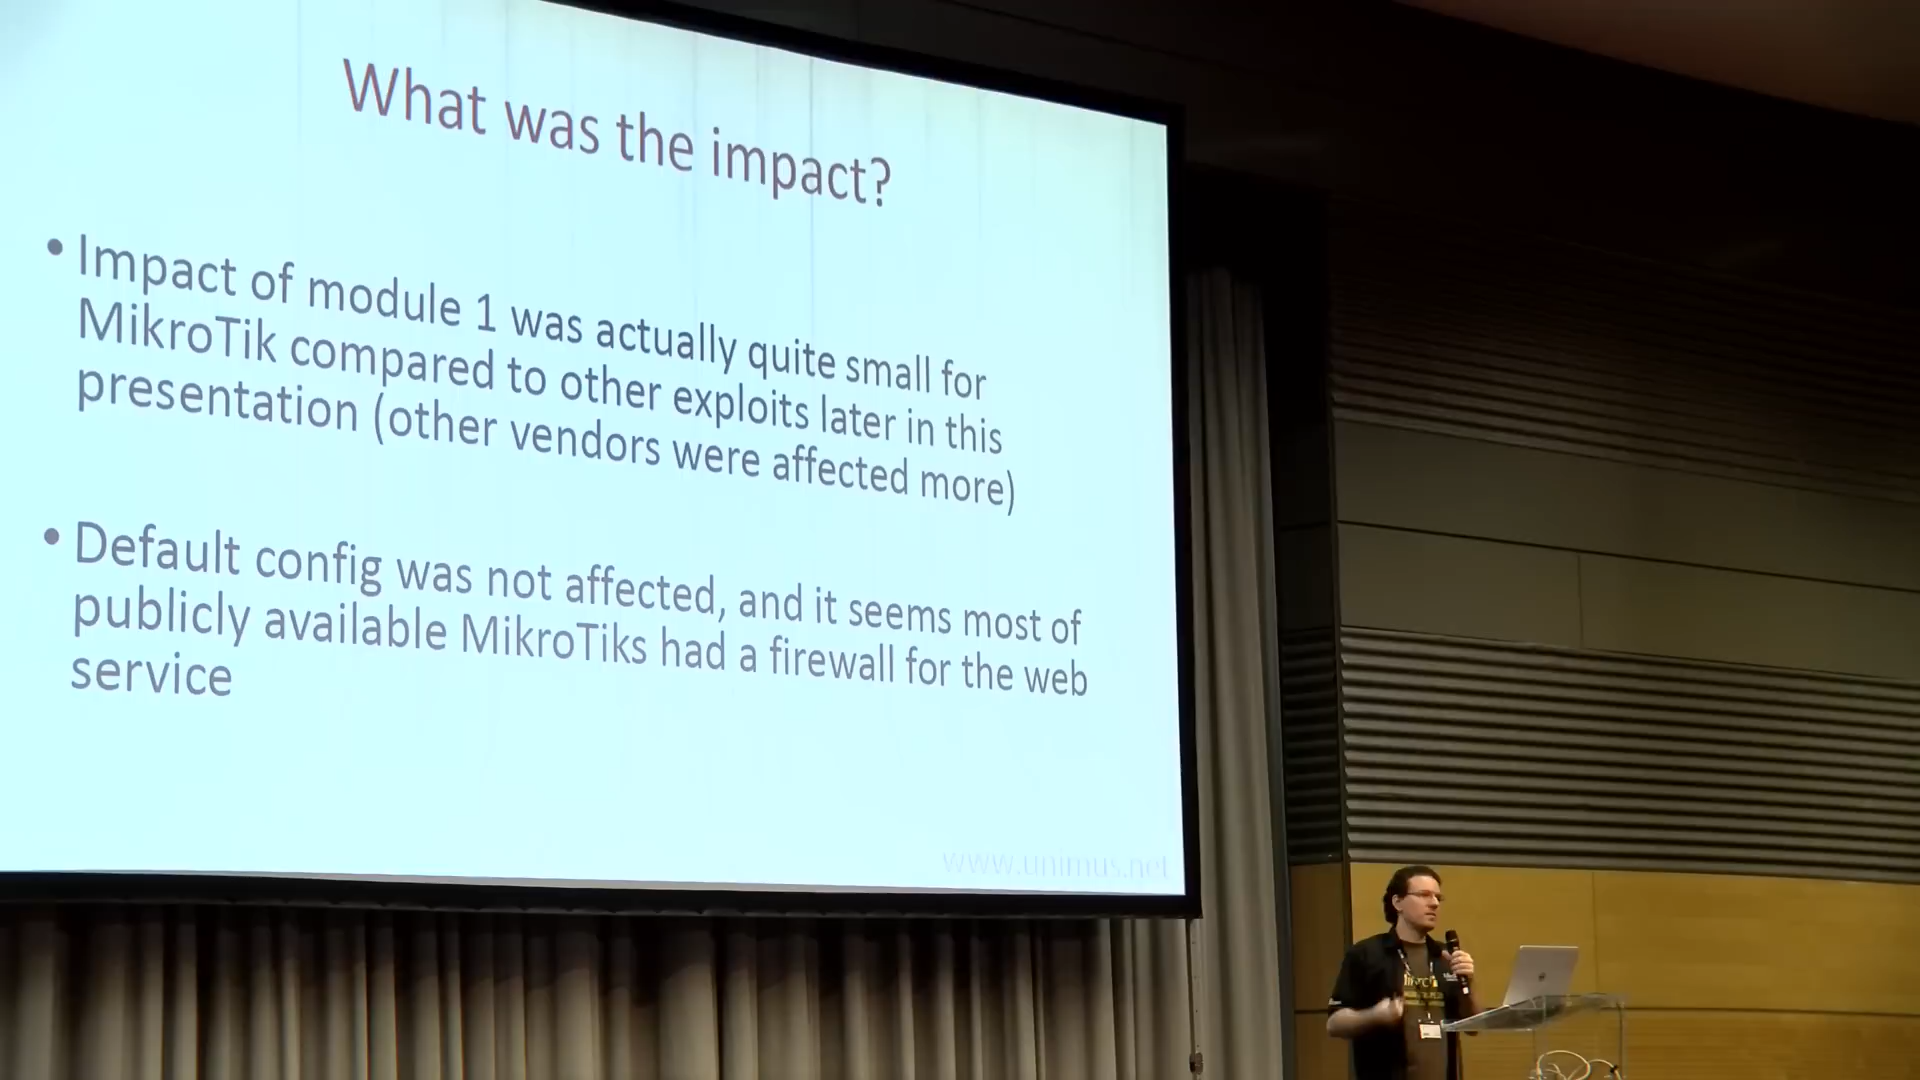 What was the impact?
• Impact of module 1 was actually quite small for
MikroTik compared to other exploits later in this
presentation (other vendors were affected more)
• Default config was not affected, and it seems most of
publicly available MikroTiks had a firewall for the web
service
www.unimus.net